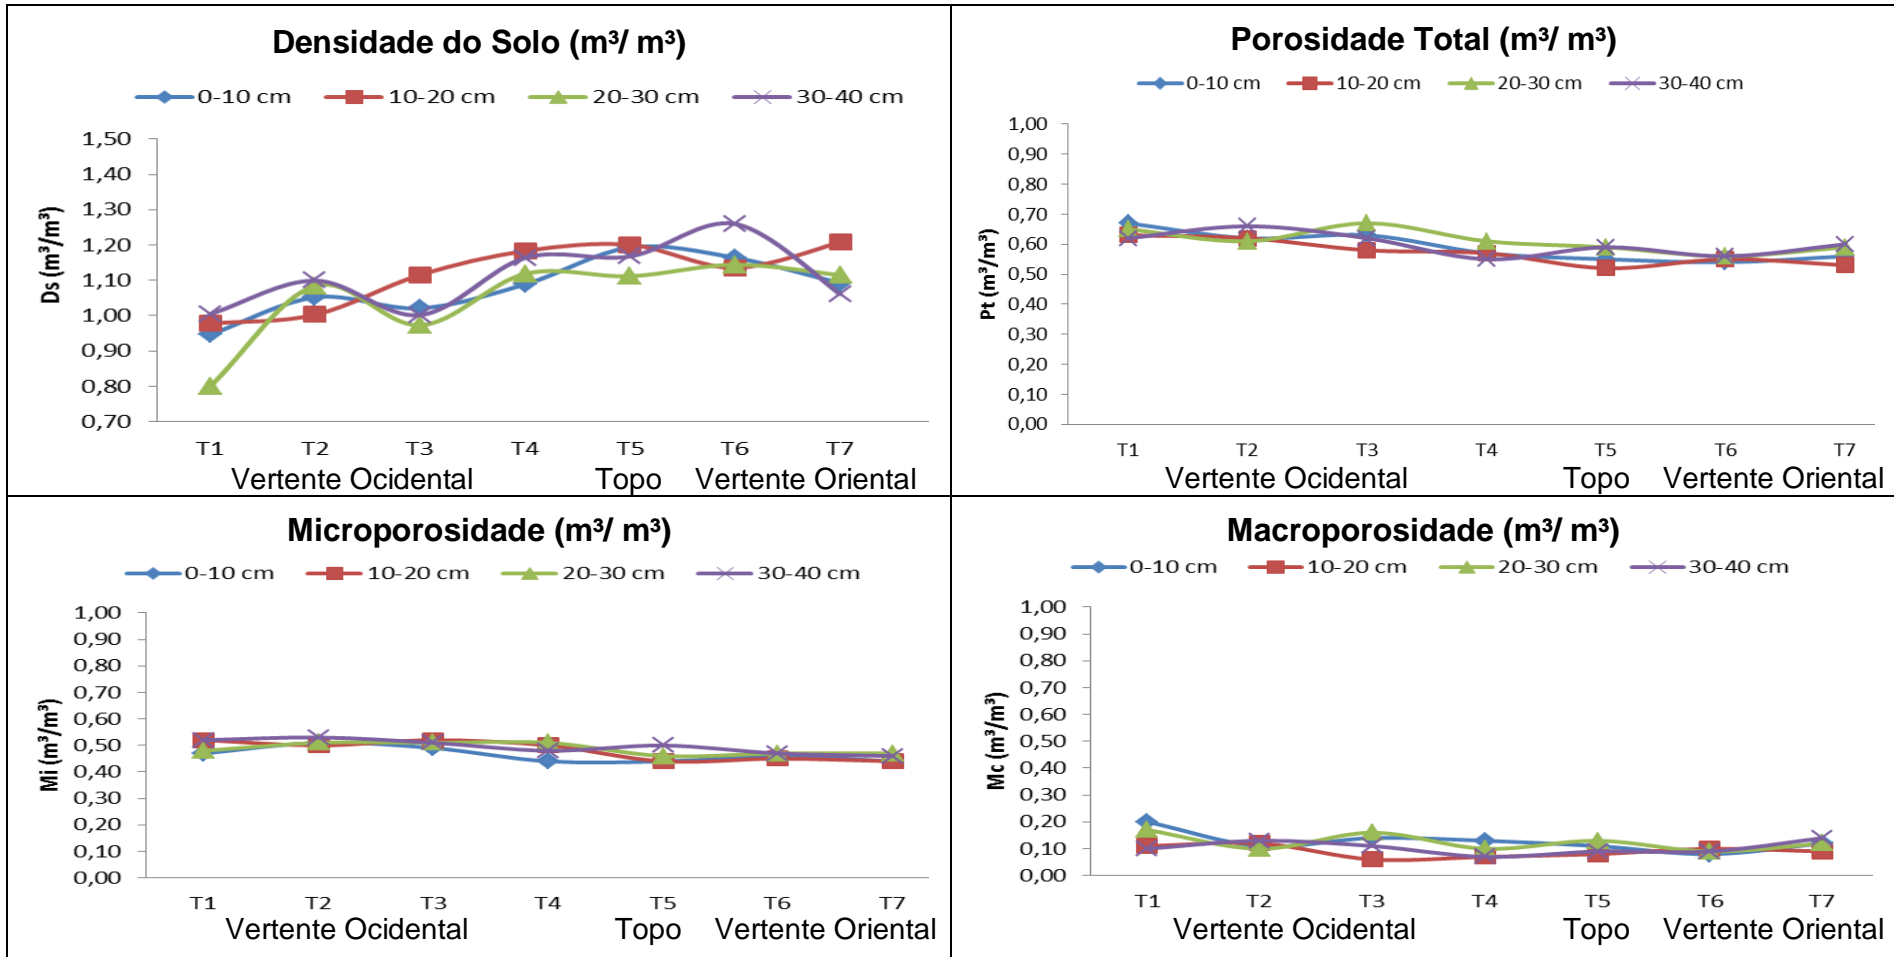 Densidade do Solo (m³/ m³)
0-10 cm 10-20 cm 20-30 cm 30-40 cm
Ds (m³/m³)
1,50
1,40
1,30
1,20
1,10
1,00
0,90
0,80
0,70
T1 T2 T3 T4 T5 T6 T7
Vertente Ocidental Topo Vertente Oriental
Porosidade Total (m³/ m³)
0-10 cm 10-20 cm 20-30 cm 30-40 cm
Pt (m³/m³)
1,00
0,90
0,80
0,70
0,60
0,50
0,40
0,30
0,20
0,10
0,00
T1 T2 T3 T4 T5 T6 T7
Vertente Ocidental Topo Vertente Oriental
Microporosidade (m³/ m³)
0-10 cm 10-20 cm 20-30 cm 30-40 cm
Mi (m³/m³)
1,00
0,90
0,80
0,70
0,60
0,50
0,40
0,30
0,20
0,10
0,00
T1 T2 T3 T4 T5 T6 T7
Vertente Ocidental Topo Vertente Oriental
Macroporosidade (m³/ m³)
0-10 cm 10-20 cm 20-30 cm 30-40 cm
Mc (m³/m³)
1,00
0,90
0,80
0,70
0,60
0,50
0,40
0,30
0,20
0,10
0,00
T1 T2 T3 T4 T5 T6 T7
Vertente Ocidental Topo Vertente Oriental